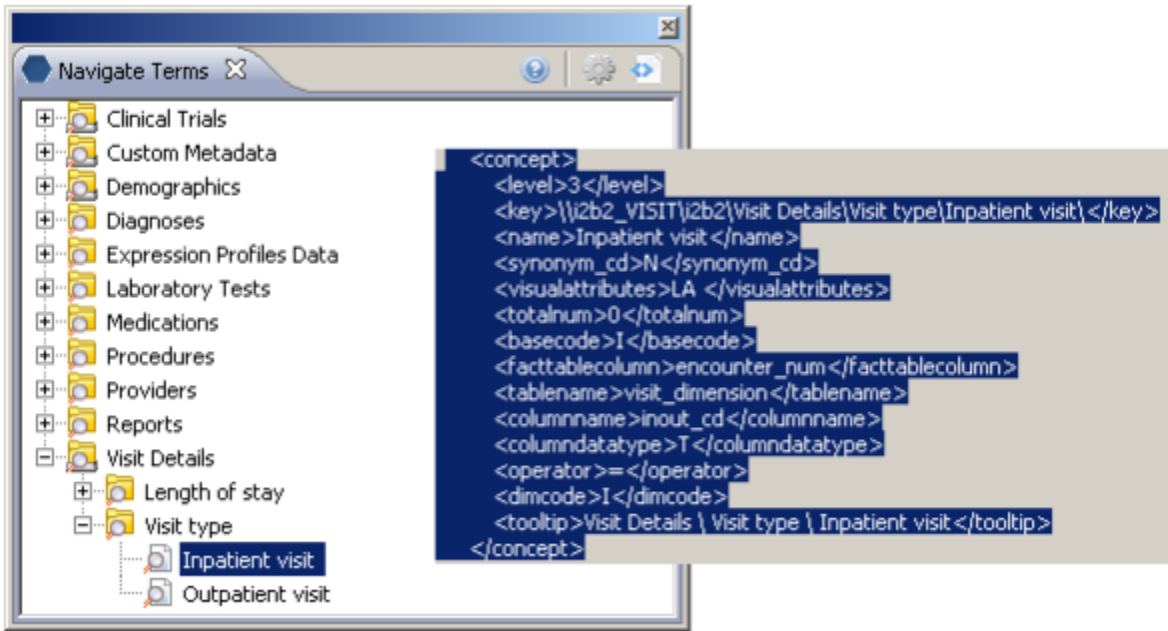 Navigate Terms
Clinical Trials
Custom Metadata
Demographics
Diagnoses
Expression Profiles Data
Laboratory Tests
Medications
Procedures
Providers
Reports
Visit Details
Length of stay
Visit type
Inpatient visit
Outpatient visit
<concept>
<level>3</level>
<key>\\i2b2_VISIT\i2b2\Visit Details\Visit type\Inpatient visit\</key>
<name>Inpatient visit</name>
<synonym_cd>N</synonym_cd>
<visualattributes>LA </visualattributes>
<totalnum>0</totalnum>
<basecode>I</basecode>
<facttablecolumn>encounter_num</facttablecolumn>
<tablename>visit_dimension</tablename>
<columnname>inout_cd</columnname>
<columndatatype>T</columndatatype>
<operator>=</operator>
<dimcode>I</dimcode>
<tooltip>Visit Details \ Visit type \ Inpatient visit</tooltip>
</concept>